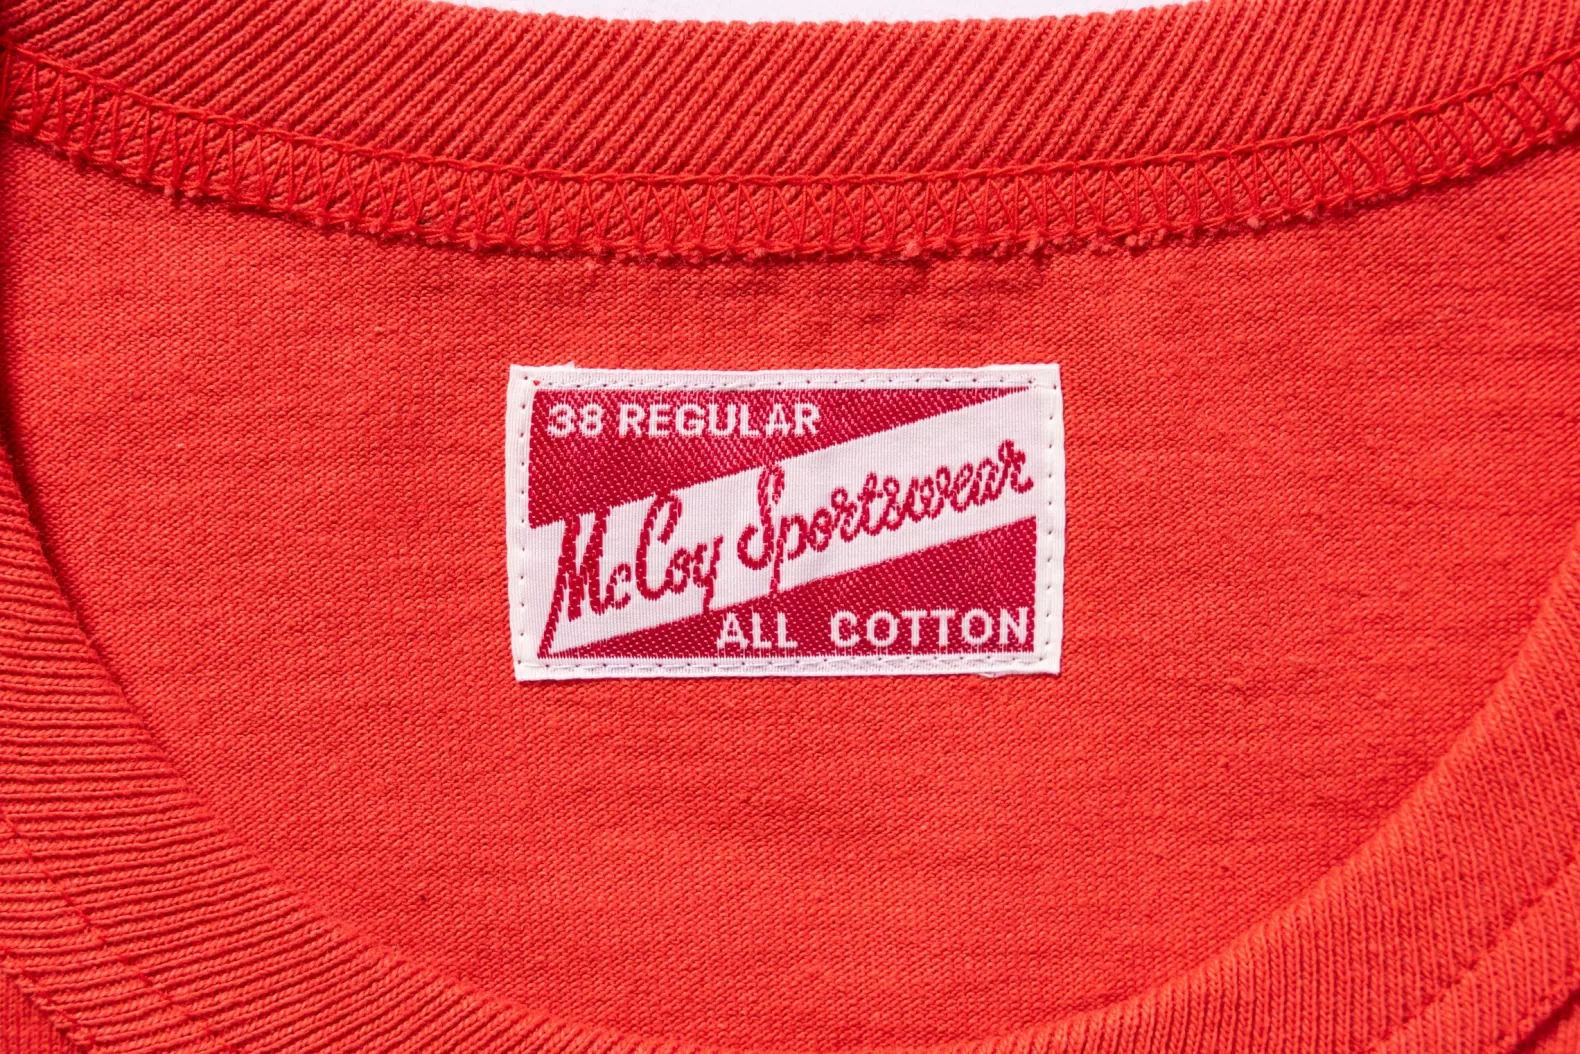 38 REGULAR
McCoy Sportswear
ALL COTTON